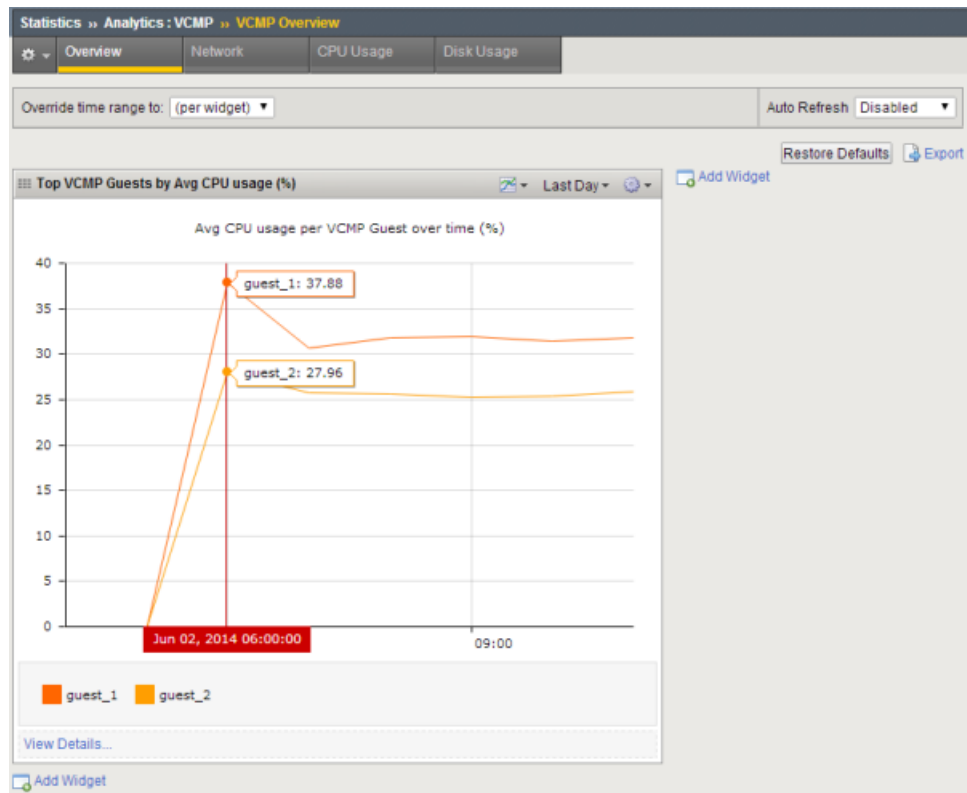 Statistics » Analytics : VCMP » VCMP Overview
Overview Network CPU Usage Disk Usage
Override time range to: (per widget) Auto Refresh Disabled
Restore Defaults Export
Top VCMP Guests by Avg CPU usage (%) Last Day
Add Widget
Avg CPU usage per VCMP Guest over time (%)
40
guest_1: 37.88
35
30
guest_2: 27.96
25
20
15
10
5
0
Jun 02, 2014 06:00:00
09:00
guest_1 guest_2
View Details...
Add Widget